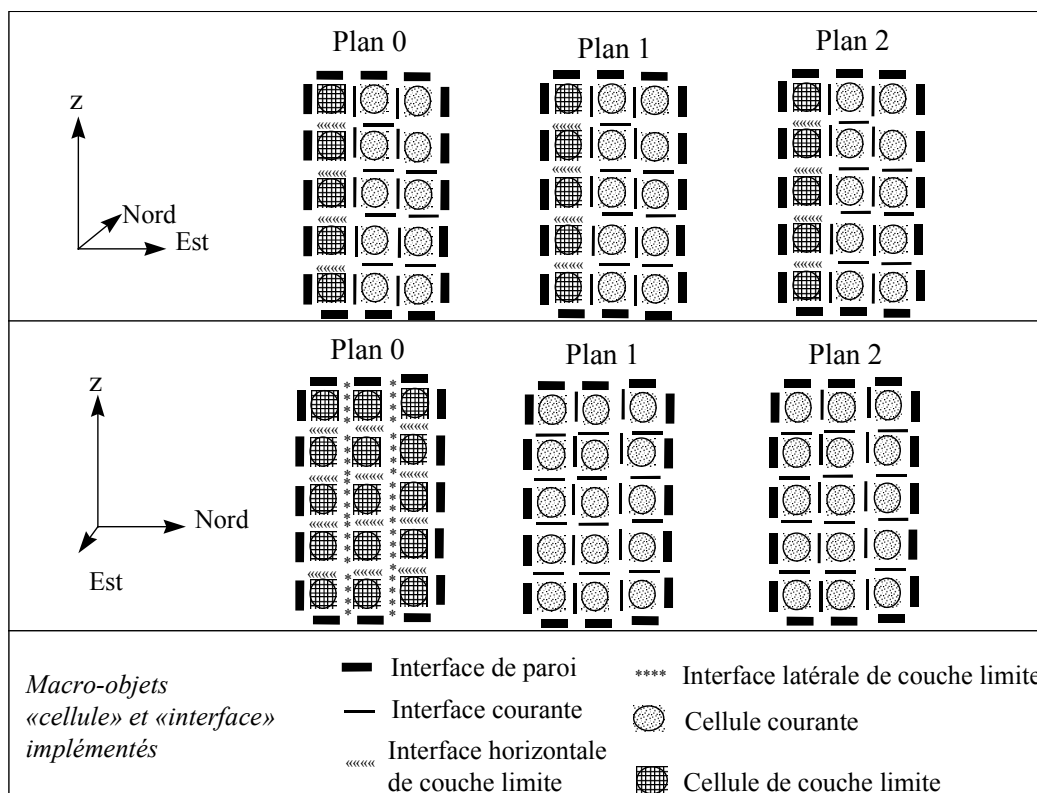 Plan 0
Plan 1
Plan 2
z
Nord
Est
Plan 0
Plan 1
Plan 2
z
Nord
Est
Macro-objets
«cellule» et «interface»
implémentés
Interface de paroi
Interface courante
Interface horizontale
de couche limite
Interface latérale de couche limite
Cellule courante
Cellule de couche limite